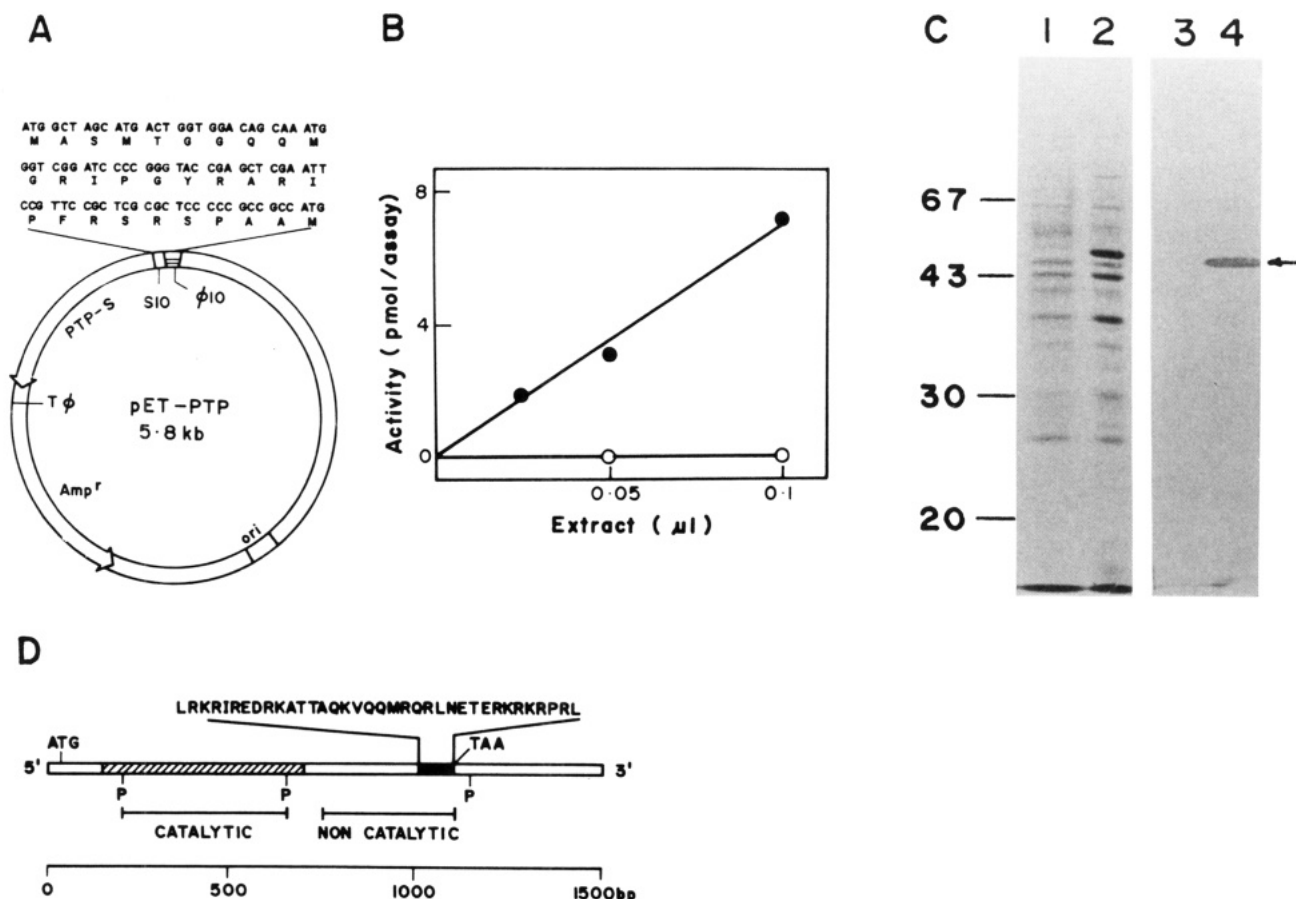 A
ATG GCT AGC ATG ACT GGT GGA CAG CAA ATG
M A S M T G G Q Q M
GGT CGG ATC CCC GGG TAC CGA GCT CGA ATT
G R I P G Y R A R I
CCG TTC CGC TCG CGC TCC CCC GCC GCC ATG
P F R S R S P A A M
S10
ϕ10
PTP-S
Tϕ
pET-PTP
5·8 kb
Ampʳ
ori
B
Activity (pmol/assay)
8
4
0
0·05
0·1
Extract (µl)
C
1 2 3 4
67
43
30
20
D
LRKRIREDRKATTAQKVQQMRQRLNETERKRKRPRL
ATG
TAA
5'
3'
P
P
P
CATALYTIC
NON CATALYTIC
0
500
1000
1500bp